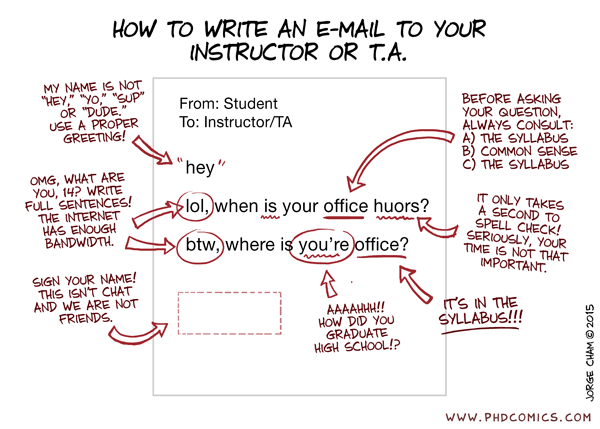 HOW TO WRITE AN E-MAIL TO YOUR
INSTRUCTOR OR T.A.
MY NAME IS NOT
"HEY," "YO," "SUP"
OR "DUDE."
USE A PROPER
GREETING!
From: Student
To: Instructor/TA
BEFORE ASKING
YOUR QUESTION,
ALWAYS CONSULT:
A) THE SYLLABUS
B) COMMON SENSE
C) THE SYLLABUS
"hey"
OMG, WHAT ARE
YOU, 14? WRITE
FULL SENTENCES!
THE INTERNET
HAS ENOUGH
BANDWIDTH.
lol, when is your office huors?
btw, where is you're office?
IT ONLY TAKES
A SECOND TO
SPELL CHECK!
SERIOUSLY, YOUR
TIME IS NOT THAT
IMPORTANT.
SIGN YOUR NAME!
THIS ISN'T CHAT
AND WE ARE NOT
FRIENDS.
AAAAHHH!!
HOW DID YOU
GRADUATE
HIGH SCHOOL!?
IT'S IN THE
SYLLABUS!!!
JORGE CHAM © 2015
WWW.PHDCOMICS.COM